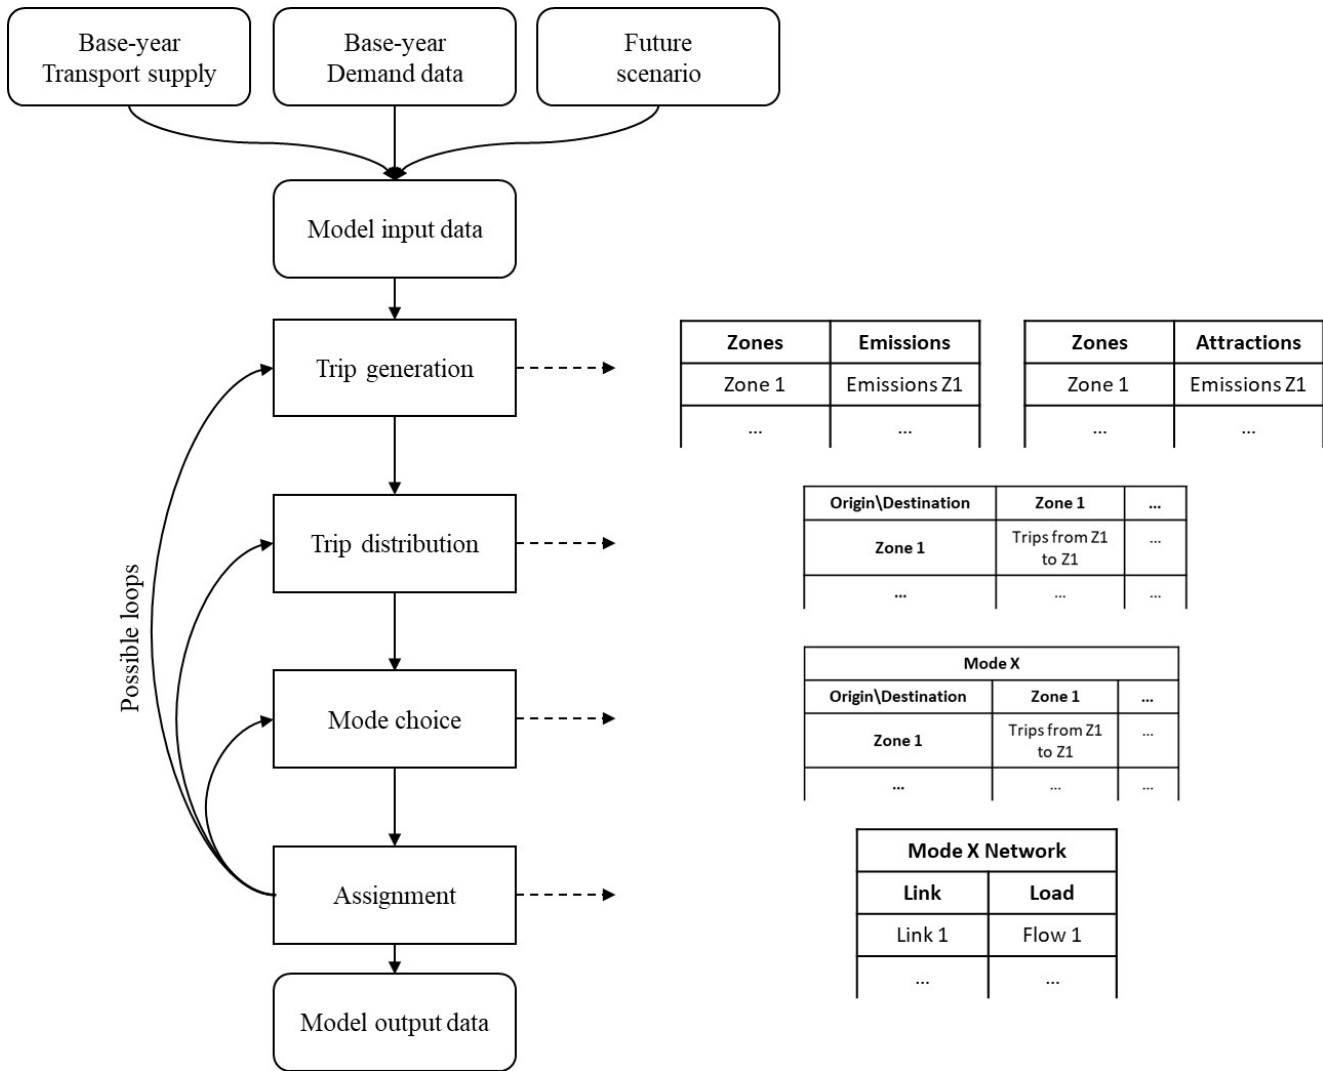 Base-year
Transport supply
Base-year
Demand data
Future
scenario
Model input data
Trip generation
Zones Emissions
Zone 1 Emissions Z1
... ...
Zones Attractions
Zone 1 Emissions Z1
... ...
Possible loops
Trip distribution
Origin\Destination Zone 1 ...
Zone 1 Trips from Z1 ...
to Z1
... ... ...
Mode choice
Mode X
Origin\Destination Zone 1 ...
Zone 1 Trips from Z1 ...
to Z1
... ... ...
Assignment
Mode X Network
Link Load
Link 1 Flow 1
... ...
Model output data